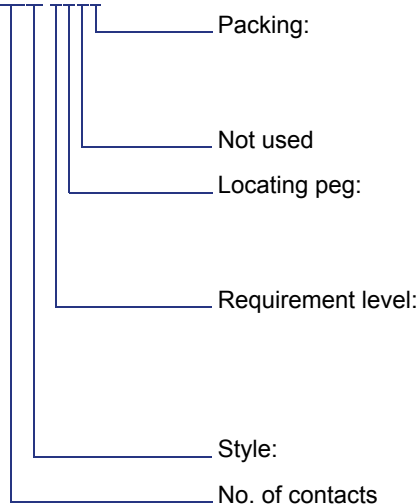 Packing:
Not used
Locating peg:
Requirement level:
Style:
No. of contacts